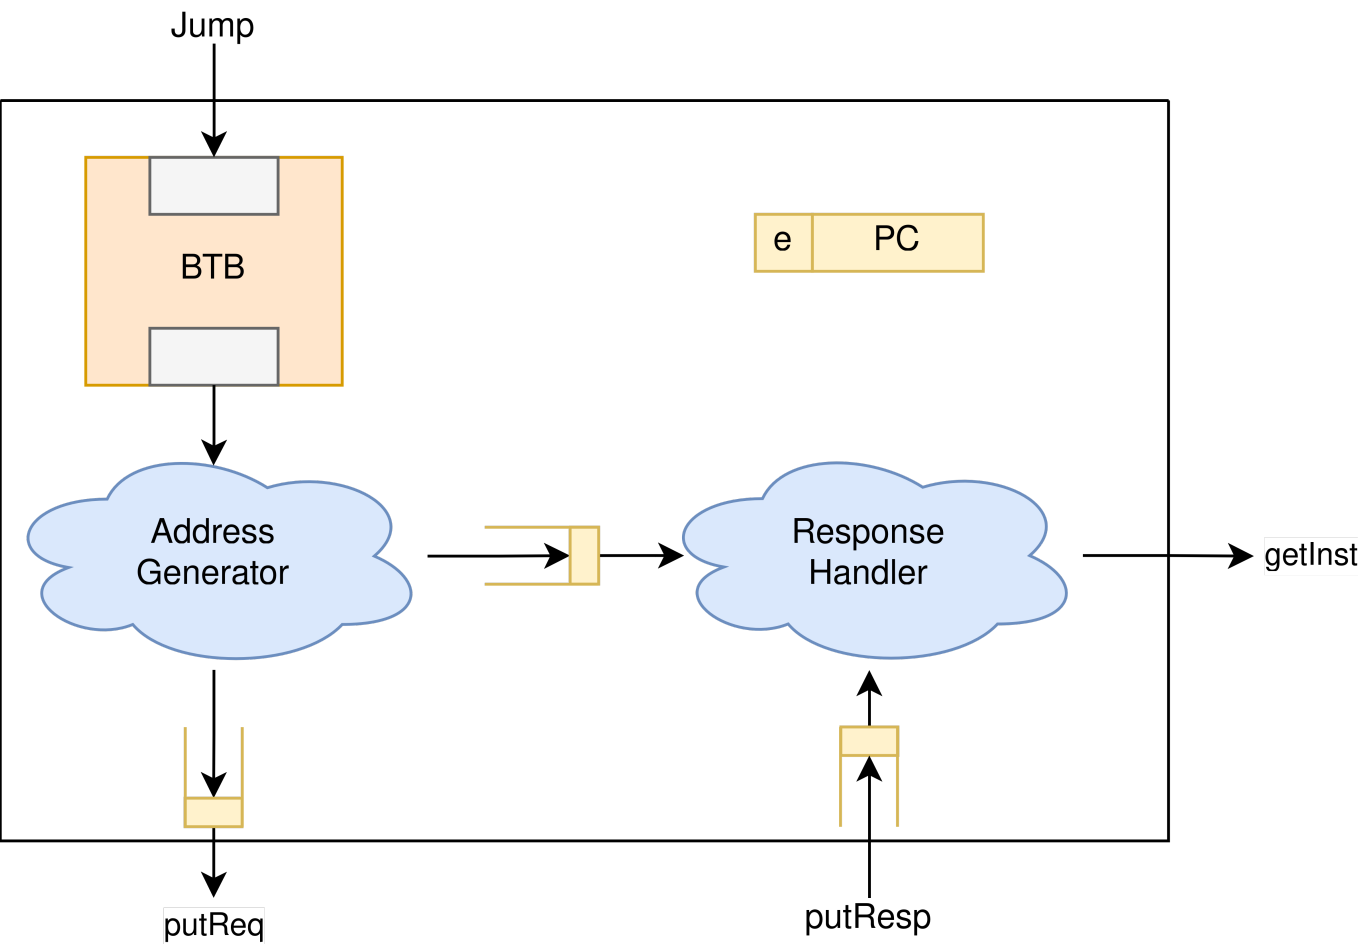 Jump
BTB
e
PC
Address
Generator
Response
Handler
getInst
putReq
putResp